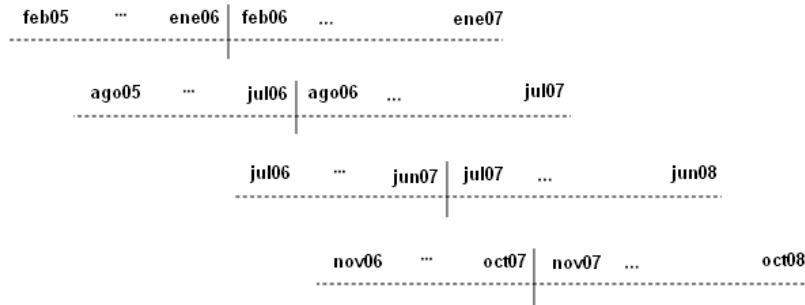 feb05 ... ene06 feb06 ... ene07
ago05 ... jul06 ago06 ... jul07
jul06 ... jun07 jul07 ... jun08
nov06 ... oct07 nov07 ... oct08